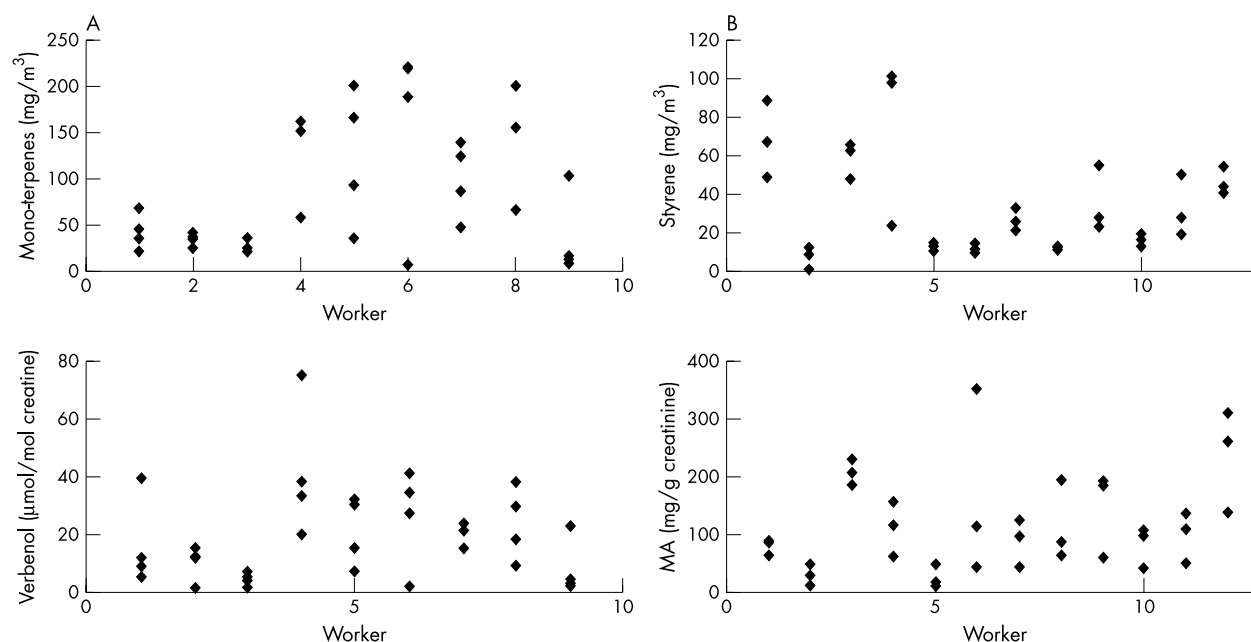 A
Mono-terpenes (mg/m³)
250
200
150
100
50
0
0 2 4 6 8 10
Worker
B
Styrene (mg/m³)
120
100
80
60
40
20
0
0 5 10
Worker
Verbenol (µmol/mol creatine)
80
60
40
20
0
0 5 10
Worker
MA (mg/g creatinine)
400
300
200
100
0
0 5 10
Worker